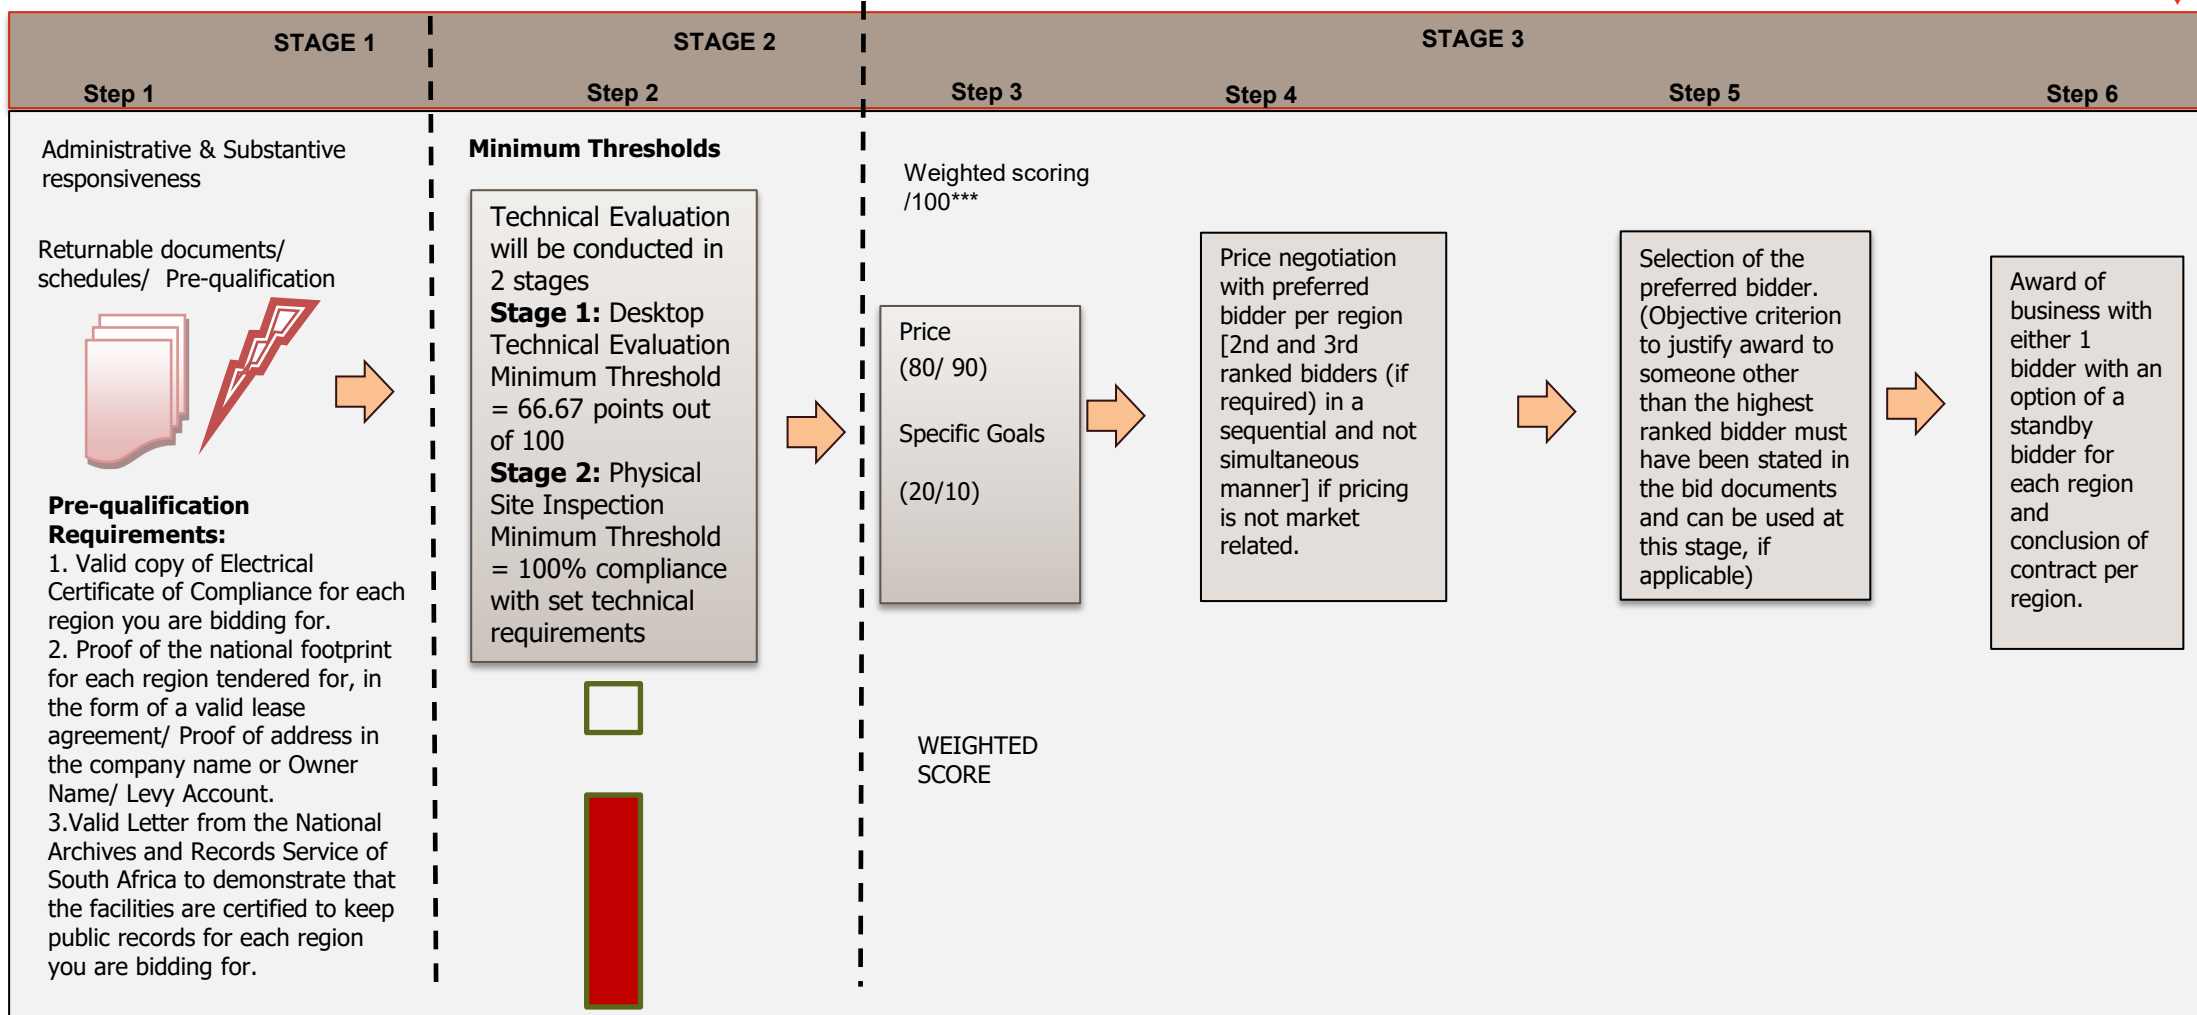 STAGE 1
STAGE 2
STAGE 3
Step 1
Step 2
Step 3
Step 4
Step 5
Step 6
Administrative & Substantive
responsiveness
Returnable documents/
schedules/ Pre-qualification
Pre-qualification
Requirements:
1. Valid copy of Electrical
Certificate of Compliance for each
region you are bidding for.
2. Proof of the national footprint
for each region tendered for, in
the form of a valid lease
agreement/ Proof of address in
the company name or Owner
Name/ Levy Account.
3.Valid Letter from the National
Archives and Records Service of
South Africa to demonstrate that
the facilities are certified to keep
public records for each region
you are bidding for.
Minimum Thresholds
Technical Evaluation
will be conducted in
2 stages
Stage 1: Desktop
Technical Evaluation
Minimum Threshold
= 66.67 points out
of 100
Stage 2: Physical
Site Inspection
Minimum Threshold
= 100% compliance
with set technical
requirements
Weighted scoring
/100***
Price
(80/ 90)
Specific Goals
(20/10)
WEIGHTED
SCORE
Price negotiation
with preferred
bidder per region
[2nd and 3rd
ranked bidders (if
required) in a
sequential and not
simultaneous
manner] if pricing
is not market
related.
Selection of the
preferred bidder.
(Objective criterion
to justify award to
someone other
than the highest
ranked bidder must
have been stated in
the bid documents
and can be used at
this stage, if
applicable)
Award of
business with
either 1
bidder with an
option of a
standby
bidder for
each region
and
conclusion of
contract per
region.